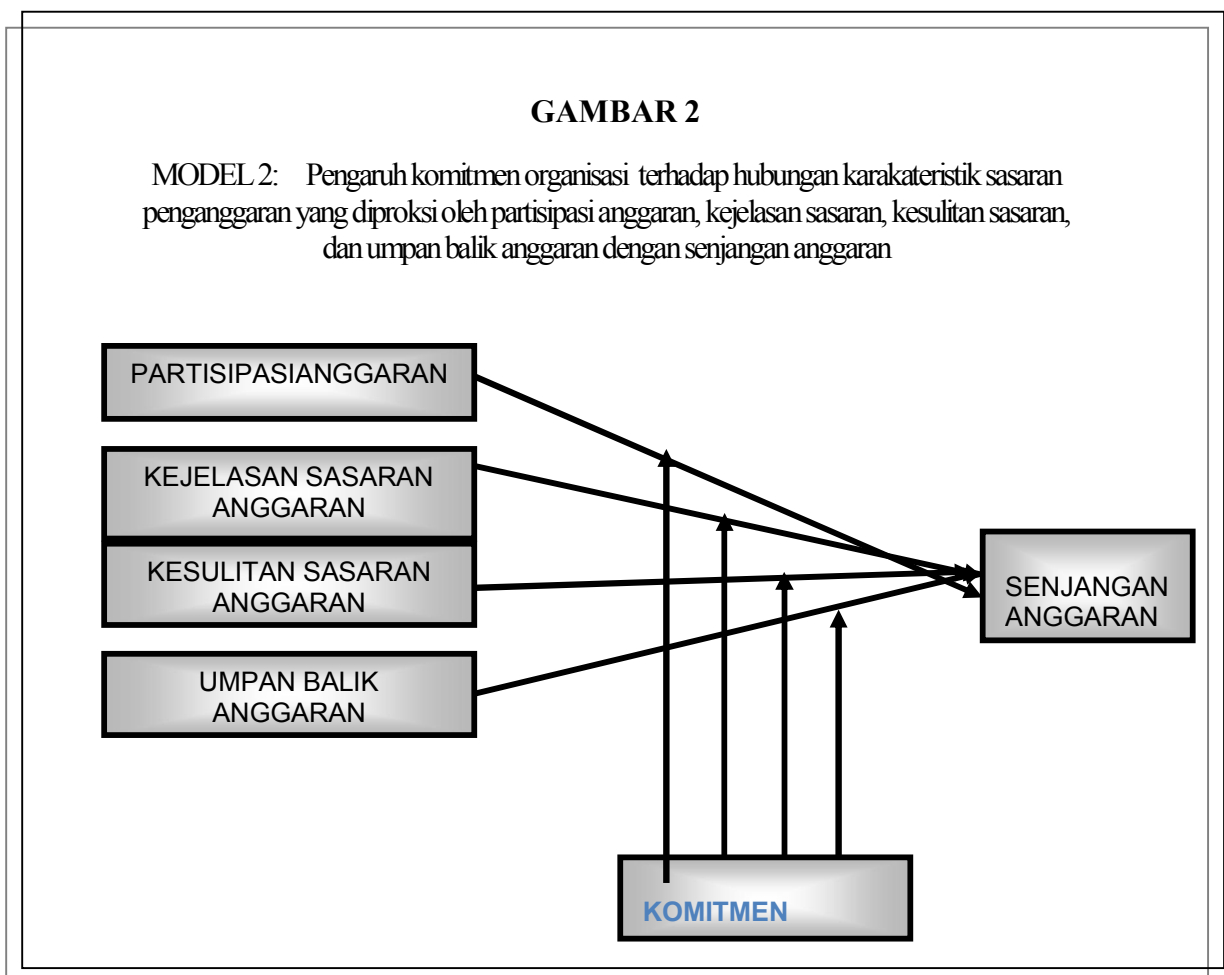 GAMBAR 2
MODEL 2: Pengaruh komitmen organisasi terhadap hubungan karakateristik sasaran
penganggaran yang diproksi oleh partisipasi anggaran, kejelasan sasaran, kesulitan sasaran,
dan umpan balik anggaran dengan senjangan anggaran
PARTISIPASIANGGARAN
KEJELASAN SASARAN
ANGGARAN
KESULITAN SASARAN
ANGGARAN
UMPAN BALIK
ANGGARAN
SENJANGAN
ANGGARAN
KOMITMEN